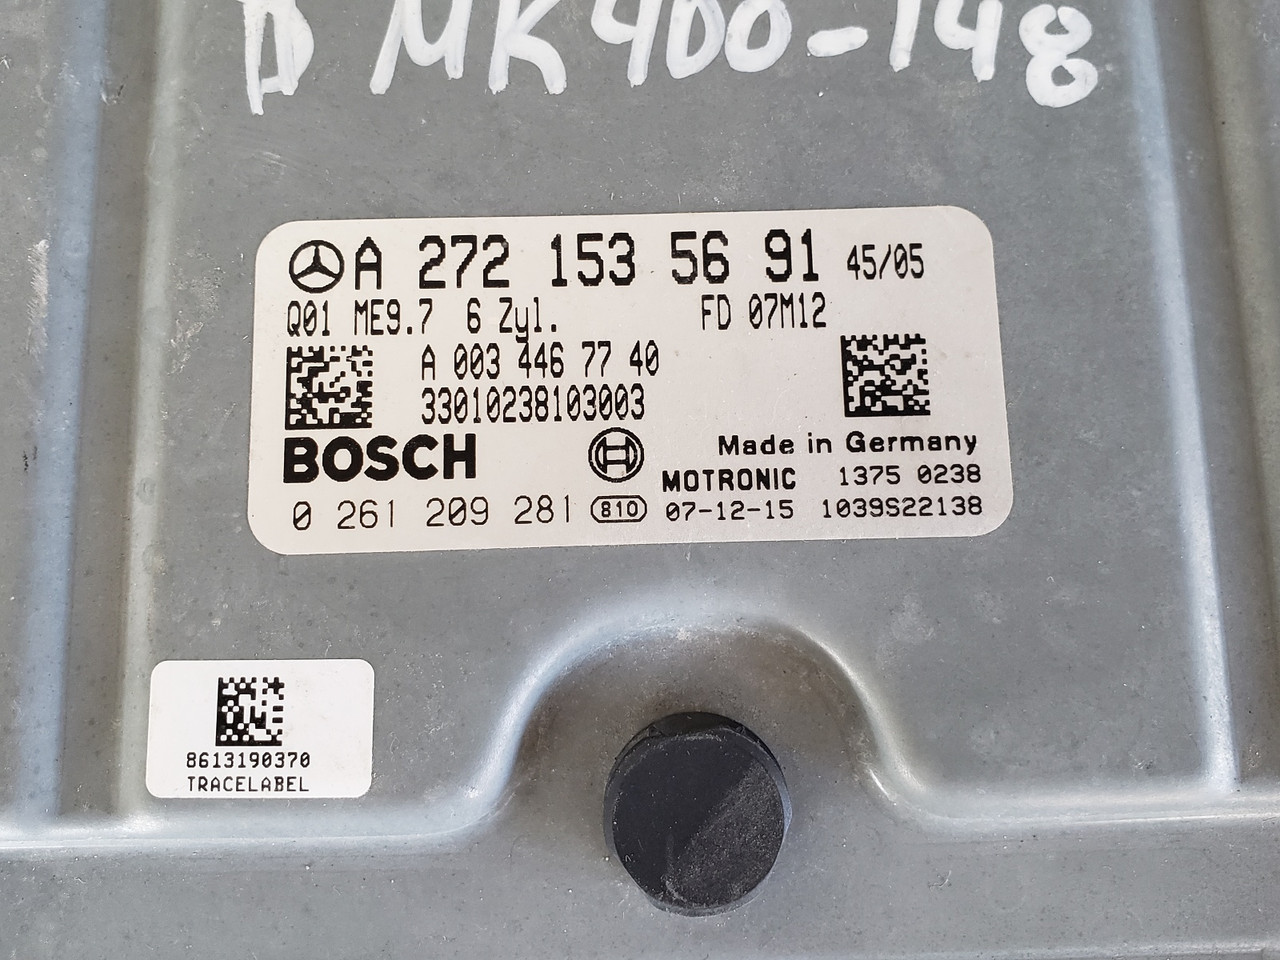 D MK400-148
A 272 153 56 91 45/05
Q01 ME9.7 6 Zyl. FD 07M12
A 003 446 77 40
33010238103003
BOSCH Made in Germany
MOTRONIC 1375 0238
0 261 209 281 810 07-12-15 1039S22138
8613190370
TRACELABEL